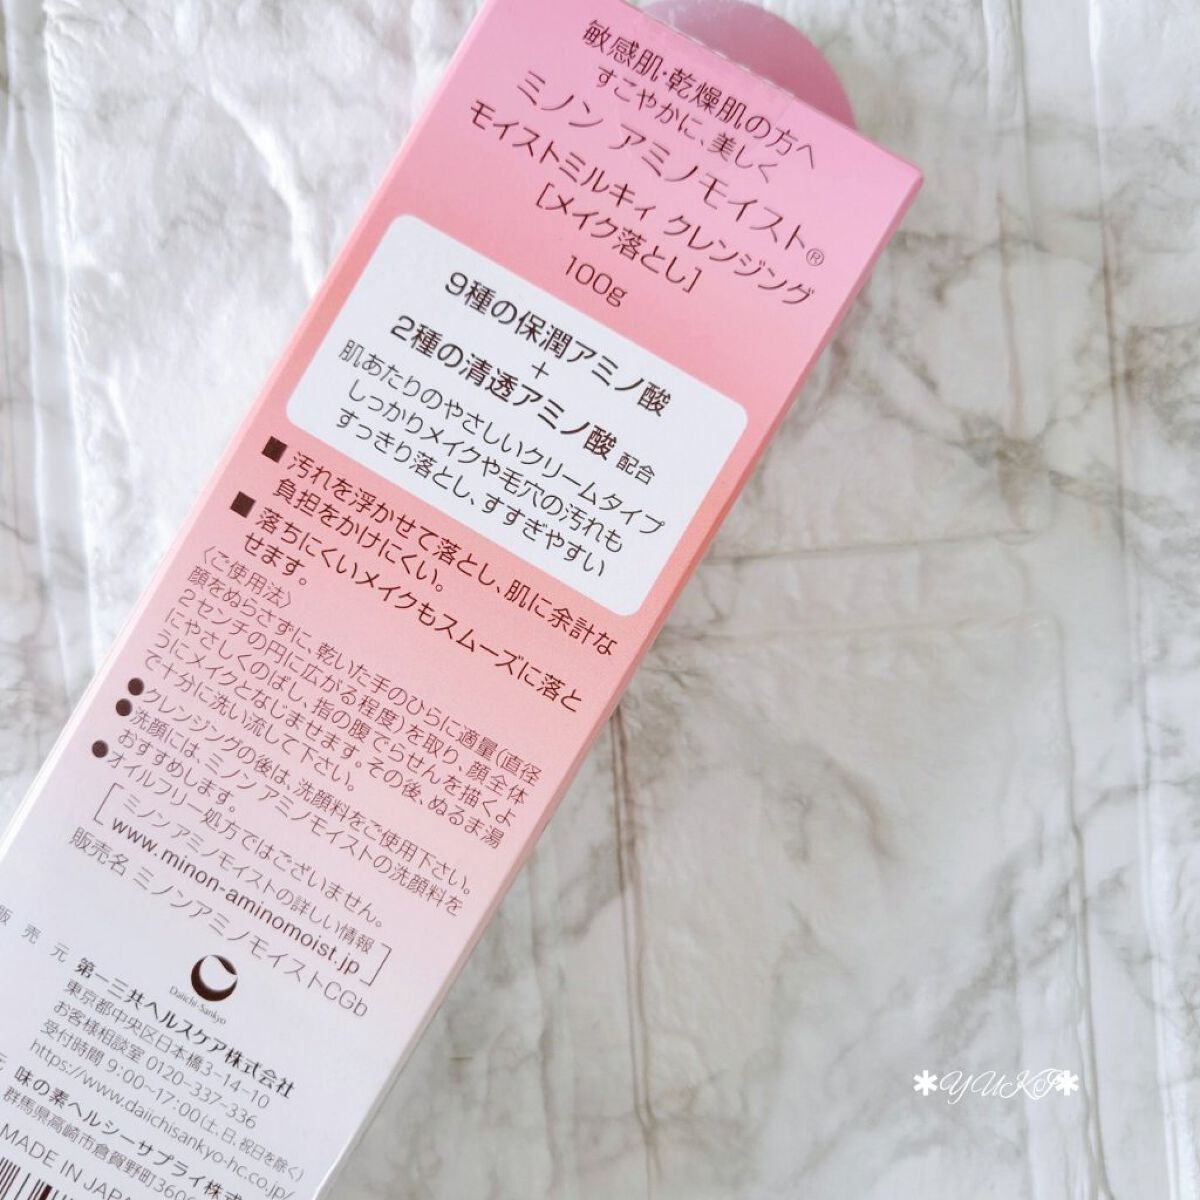 敏感肌・乾燥肌の方へ
すこやかに、美しく
ミノン アミノモイスト®
モイストミルキィ クレンジング
[メイク落とし]
100g
9種の保潤アミノ酸
+
2種の清透アミノ酸 配合
肌あたりのやさしいクリームタイプ
しっかりメイクや毛穴の汚れも
すっきり落とし、すすぎやすい
■ 汚れを浮かせて落とし、肌に余計な
負担をかけにくい。
■ 落ちにくいメイクもスムーズに落と
せます。
〈ご使用法〉
顔をぬらさずに、乾いた手のひらに適量(直径
2センチの円に広がる程度)を取り、顔全体
にやさしくのばし、指の腹でらせんを描くよ
うにメイクとなじませます。その後、ぬるま湯
で十分に洗い流して下さい。
●クレンジングの後は、洗顔料をご使用下さい。
●洗顔には、ミノン アミノモイストの洗顔料を
おすすめします。
●オイルフリー処方ではございません。
[ミノンアミノモイストの詳しい情報
www.minon-aminomoist.jp]
販売名 ミノンアミノモイストCGb
Daiichi-Sankyo
販売元 第一三共ヘルスケア株式会社
東京都中央区日本橋3-14-10
お客様相談室 0120-337-336
受付時間 9:00~17:00(土、日、祝日を除く)
https://www.daiichisankyo-hc.co.jp/
元 味の素ヘルシーサプライ株式
群馬県高崎市倉賀野町
MADE IN JAPA
✱YUKI✱